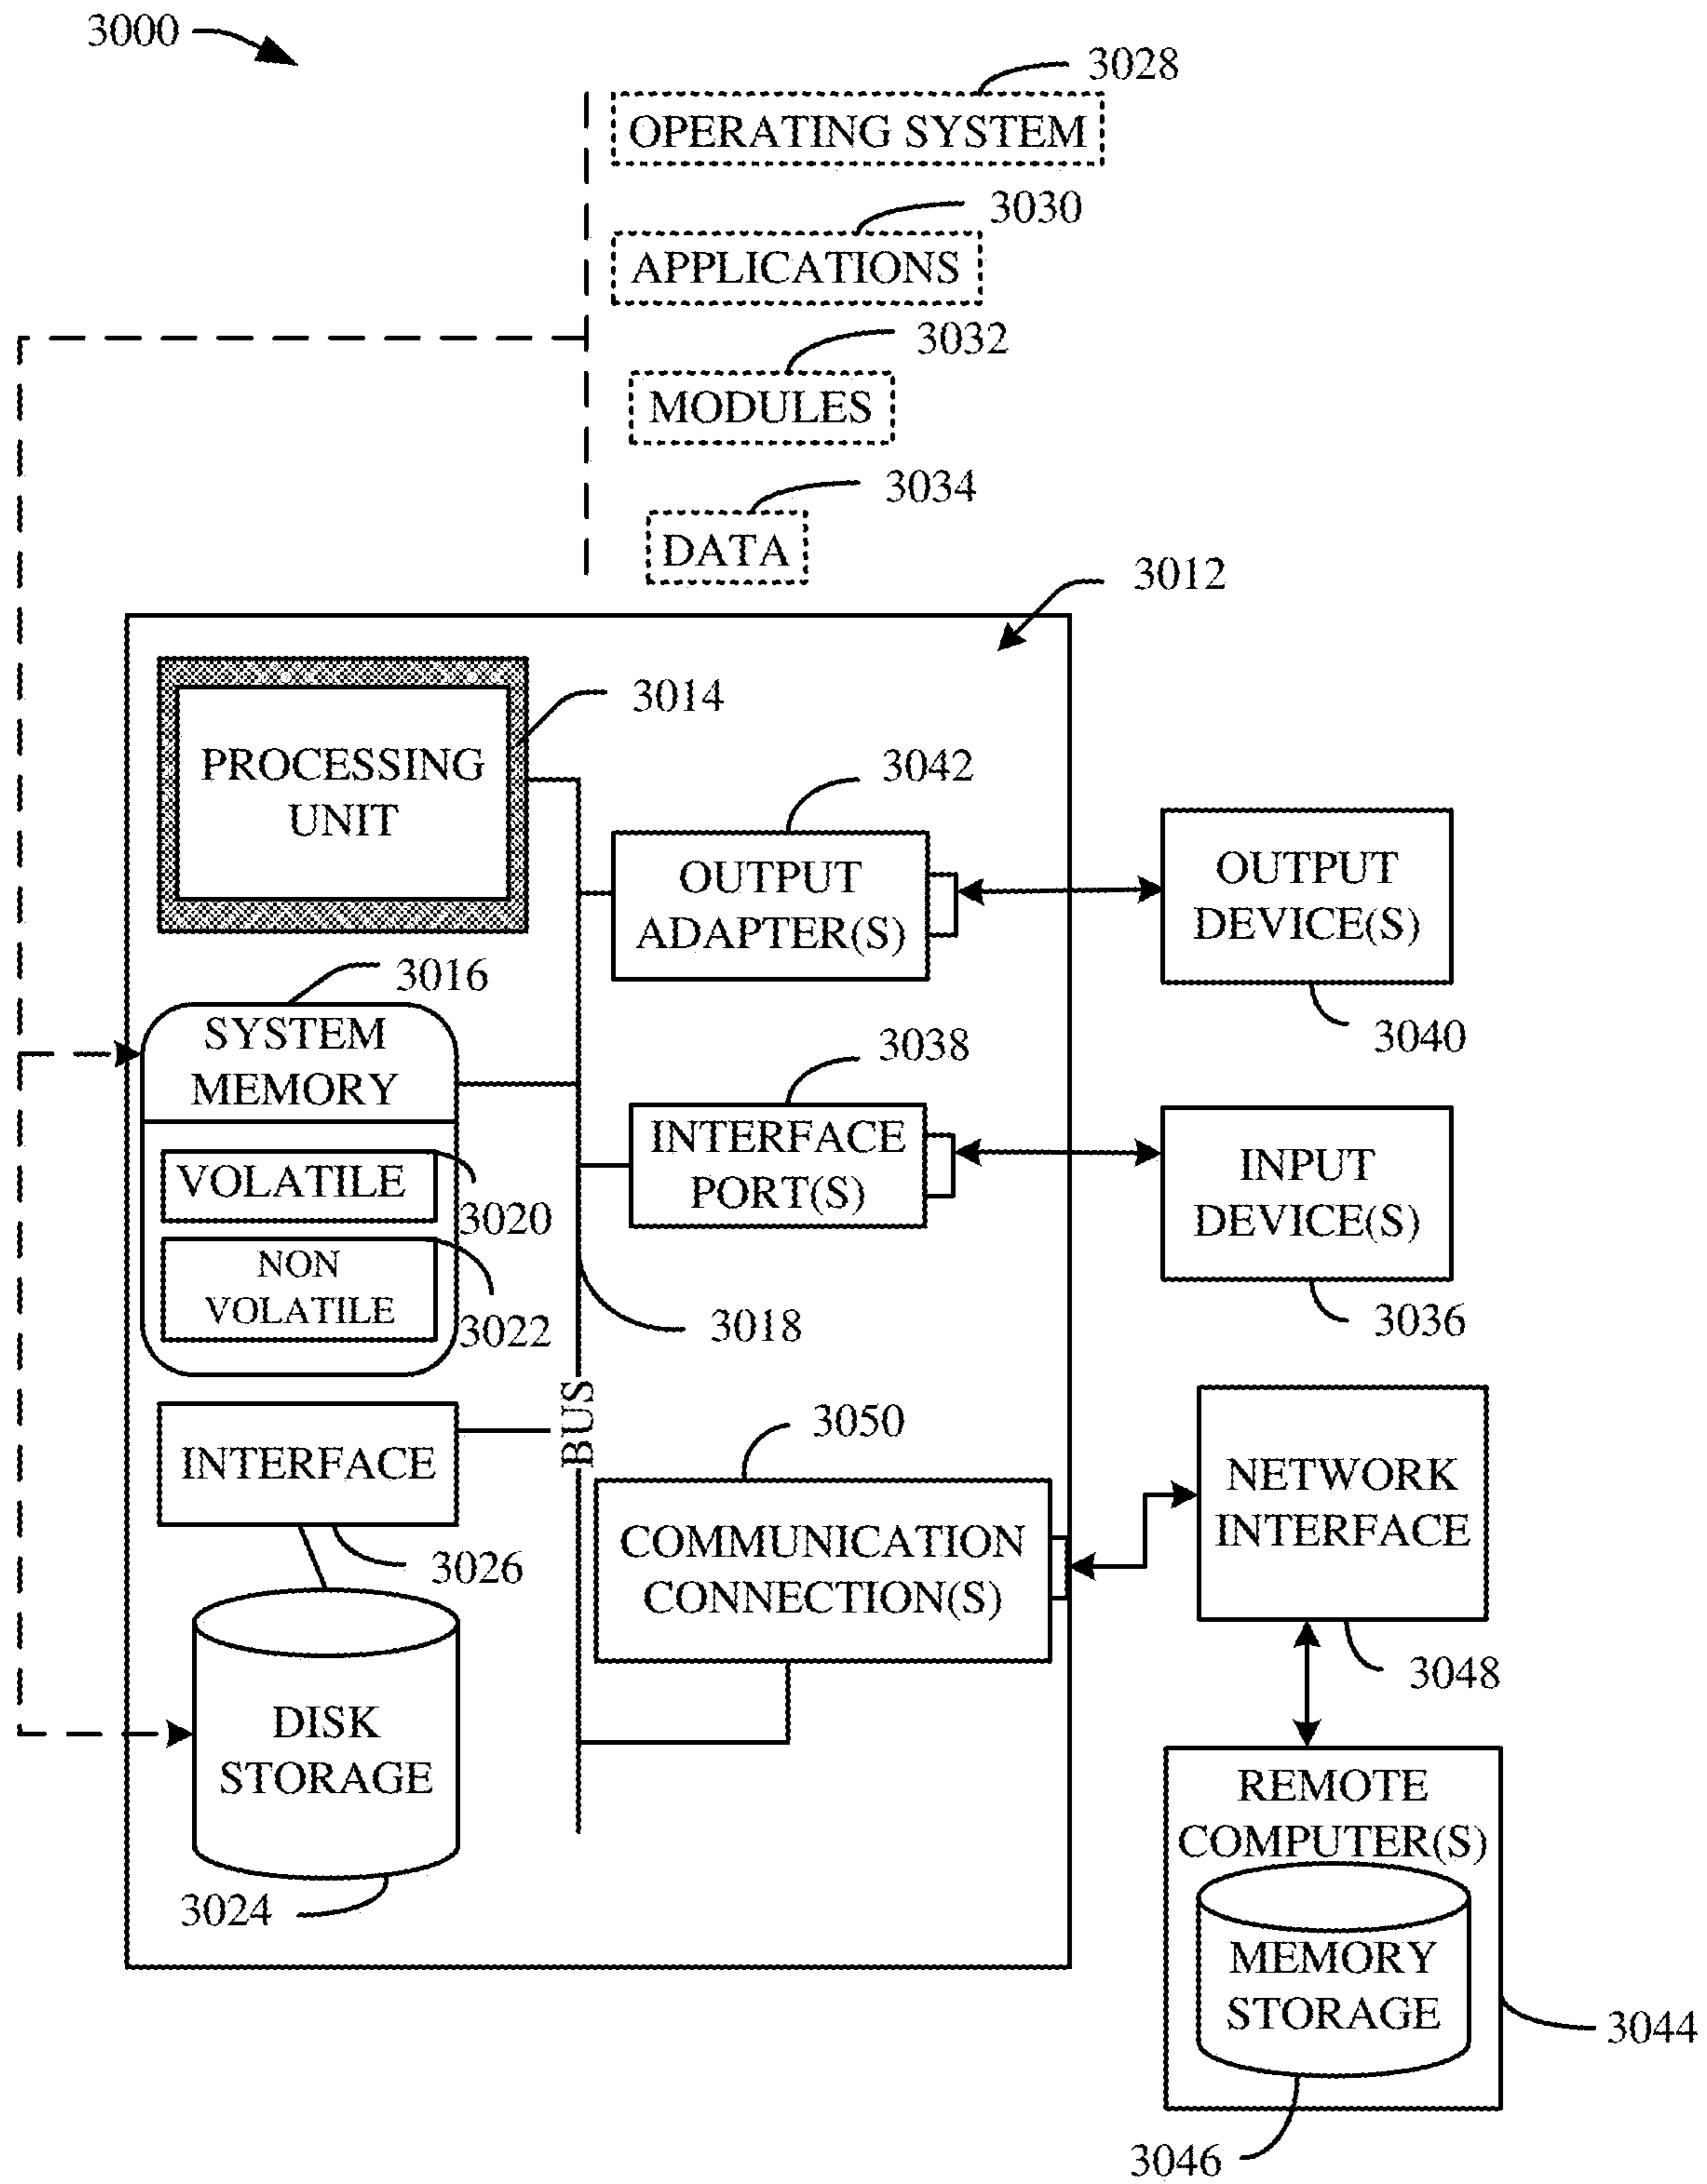 3000
3028
OPERATING SYSTEM
3030
APPLICATIONS
3032
MODULES
3034
DATA
3012
3014
PROCESSING
UNIT
3042
OUTPUT
ADAPTER(S)
OUTPUT
DEVICE(S)
3040
3016
SYSTEM
MEMORY
VOLATILE
3020
NON
VOLATILE
3022
3038
INTERFACE
PORT(S)
INPUT
DEVICE(S)
3036
3018
BUS
INTERFACE
3026
3050
COMMUNICATION
CONNECTION(S)
NETWORK
INTERFACE
3048
DISK
STORAGE
3024
REMOTE
COMPUTER(S)
MEMORY
STORAGE
3044
3046